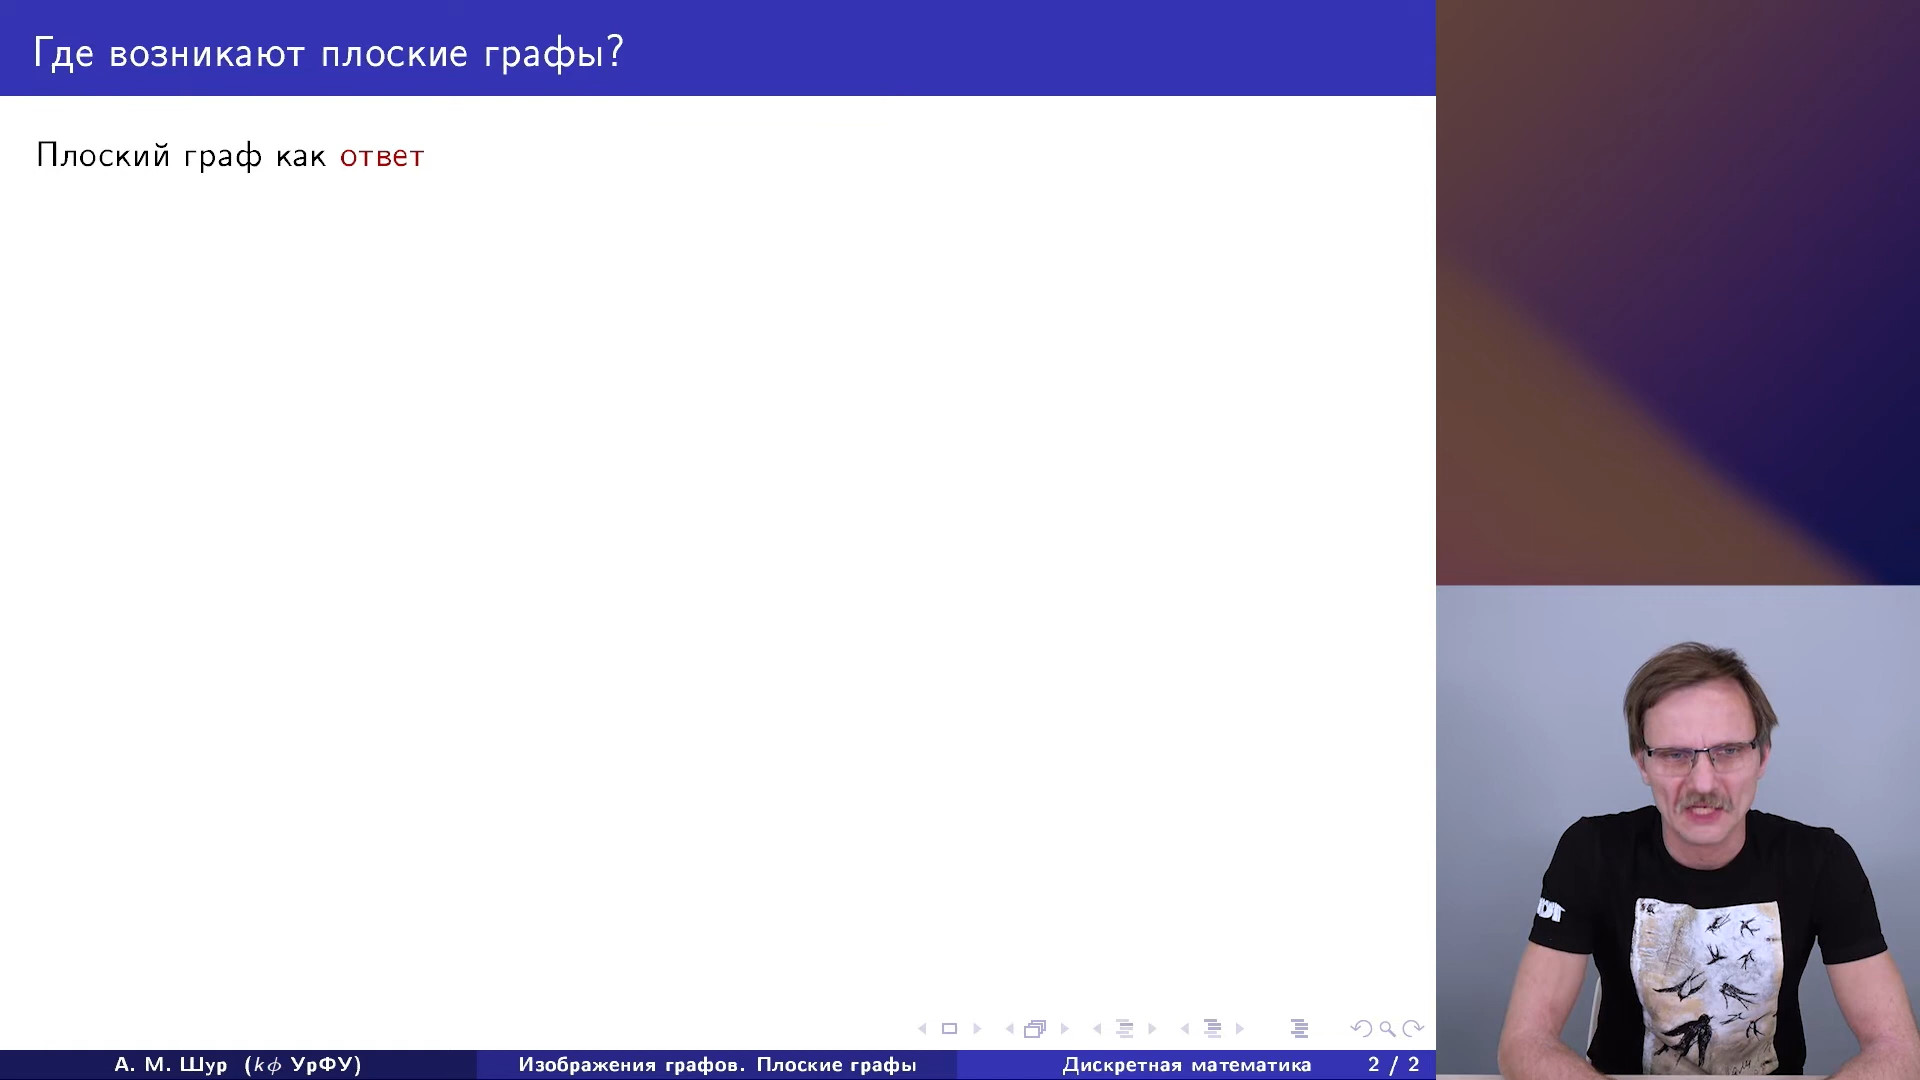 Где возникают плоские графы?
Плоский граф как ответ
А. М. Шур (kф УрФУ)
Изображения графов. Плоские графы
Дискретная математика
2 / 2